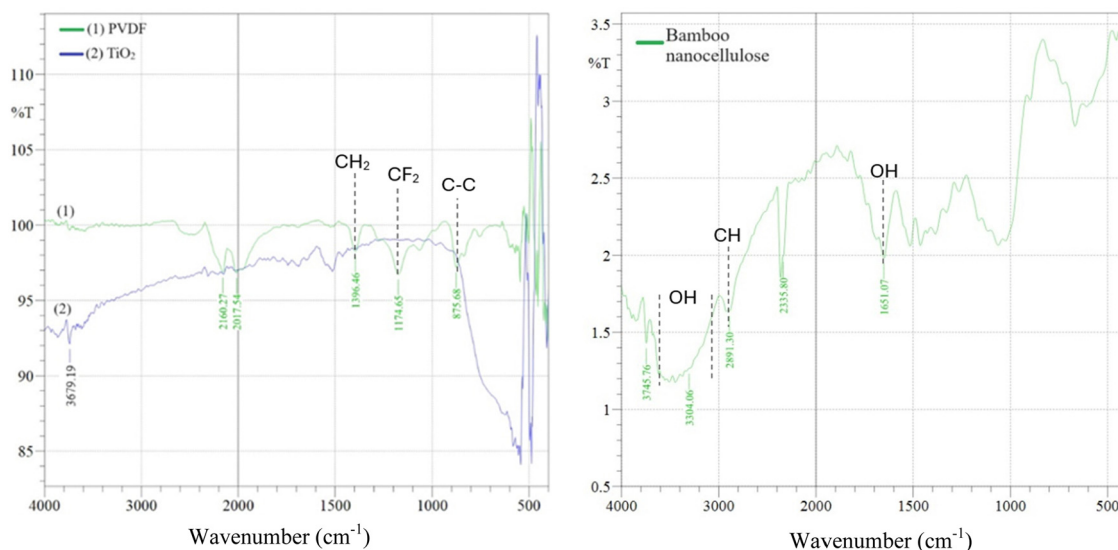 (1) PVDF
(2) TiO₂
110
%T
105
100
95
90
85
(1)
(2)
CH₂
CF₂
C-C
3679.19
2160.27
2017.54
1396.46
1174.65
875.68
4000 3000 2000 1500 1000 500
Wavenumber (cm⁻¹)
Bamboo
nanocellulose
3.5
%T
3
2.5
2
1.5
1
0.5
OH
CH
OH
3745.76
3304.06
2891.30
2335.80
1651.07
4000 3000 2000 1500 1000 500
Wavenumber (cm⁻¹)